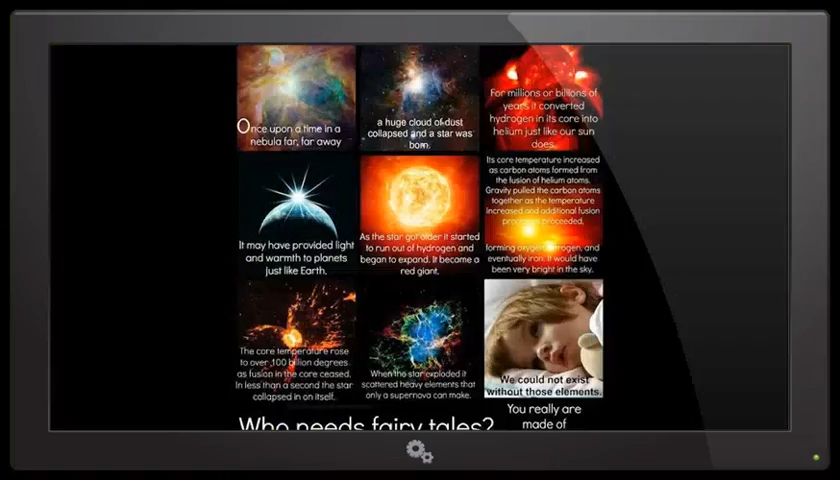 Once upon a time in a
nebula far, far away
a huge cloud of dust
collapsed and a star was
born.
For millions or billions of
years it converted
hydrogen in its core into
helium just like our sun
does.
It may have provided light
and warmth to planets
just like Earth.
As the star got older it started
to run out of hydrogen and
began to expand. It became a
red giant.
Its core temperature increased
as carbon atoms formed from
the fusion of helium atoms.
Gravity pulled the carbon atoms
together as the temperature
increased and additional fusion
processes proceeded,
forming oxygen, nitrogen, and
eventually iron. It would have
been very bright in the sky.
The core temperature rose
to over 100 billion degrees
as fusion in the core ceased.
In less than a second the star
collapsed in on itself.
When the star exploded it
scattered heavy elements that
only a supernova can make.
We could not exist
without those elements.
You really are
made of
Who needs fairy tales?